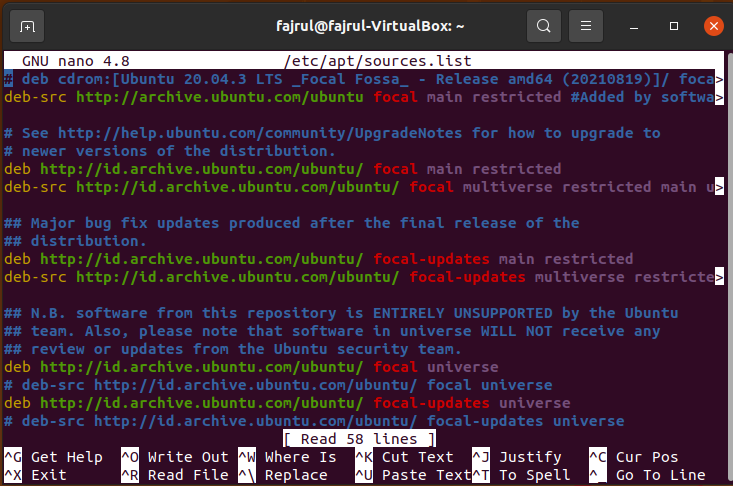 fajrul@fajrul-VirtualBox: ~
GNU nano 4.8 /etc/apt/sources.list
# deb cdrom:[Ubuntu 20.04.3 LTS _Focal Fossa_ - Release amd64 (20210819)]/ foca>
deb-src http://archive.ubuntu.com/ubuntu focal main restricted #Added by softwa>
# See http://help.ubuntu.com/community/UpgradeNotes for how to upgrade to
# newer versions of the distribution.
deb http://id.archive.ubuntu.com/ubuntu/ focal main restricted
deb-src http://id.archive.ubuntu.com/ubuntu/ focal multiverse restricted main u>
## Major bug fix updates produced after the final release of the
## distribution.
deb http://id.archive.ubuntu.com/ubuntu/ focal-updates main restricted
deb-src http://id.archive.ubuntu.com/ubuntu/ focal-updates multiverse restricte>
## N.B. software from this repository is ENTIRELY UNSUPPORTED by the Ubuntu
## team. Also, please note that software in universe WILL NOT receive any
## review or updates from the Ubuntu security team.
deb http://id.archive.ubuntu.com/ubuntu/ focal universe
# deb-src http://id.archive.ubuntu.com/ubuntu/ focal universe
deb http://id.archive.ubuntu.com/ubuntu/ focal-updates universe
# deb-src http://id.archive.ubuntu.com/ubuntu/ focal-updates universe
[ Read 58 lines ]
^G Get Help ^O Write Out ^W Where Is ^K Cut Text ^J Justify ^C Cur Pos
^X Exit ^R Read File ^\ Replace ^U Paste Text ^T To Spell ^_ Go To Line